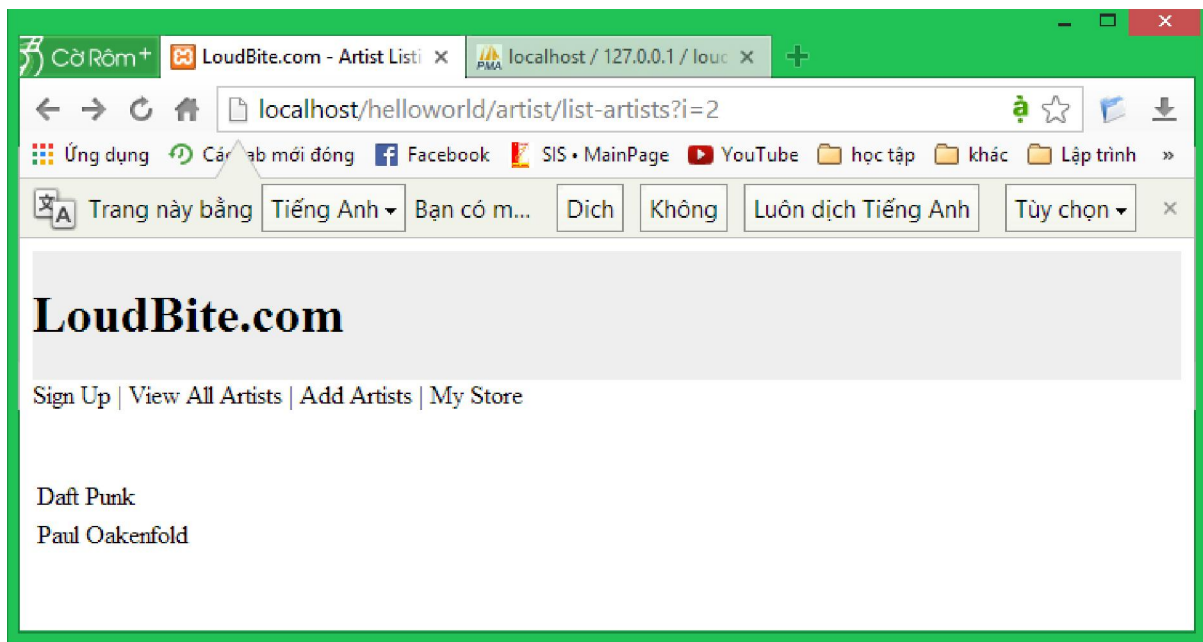 Cờ Rôm+ LoudBite.com - Artist Listi localhost / 127.0.0.1 / louc
localhost/helloworld/artist/list-artists?i=2
Ứng dụng mới đóng Facebook SIS • MainPage YouTube học tập khác Lập trình »
Trang này bằng Tiếng Anh Bạn có m... Dich Không Luôn dịch Tiếng Anh Tùy chọn
LoudBite.com
Sign Up | View All Artists | Add Artists | My Store
Daft Punk
Paul Oakenfold